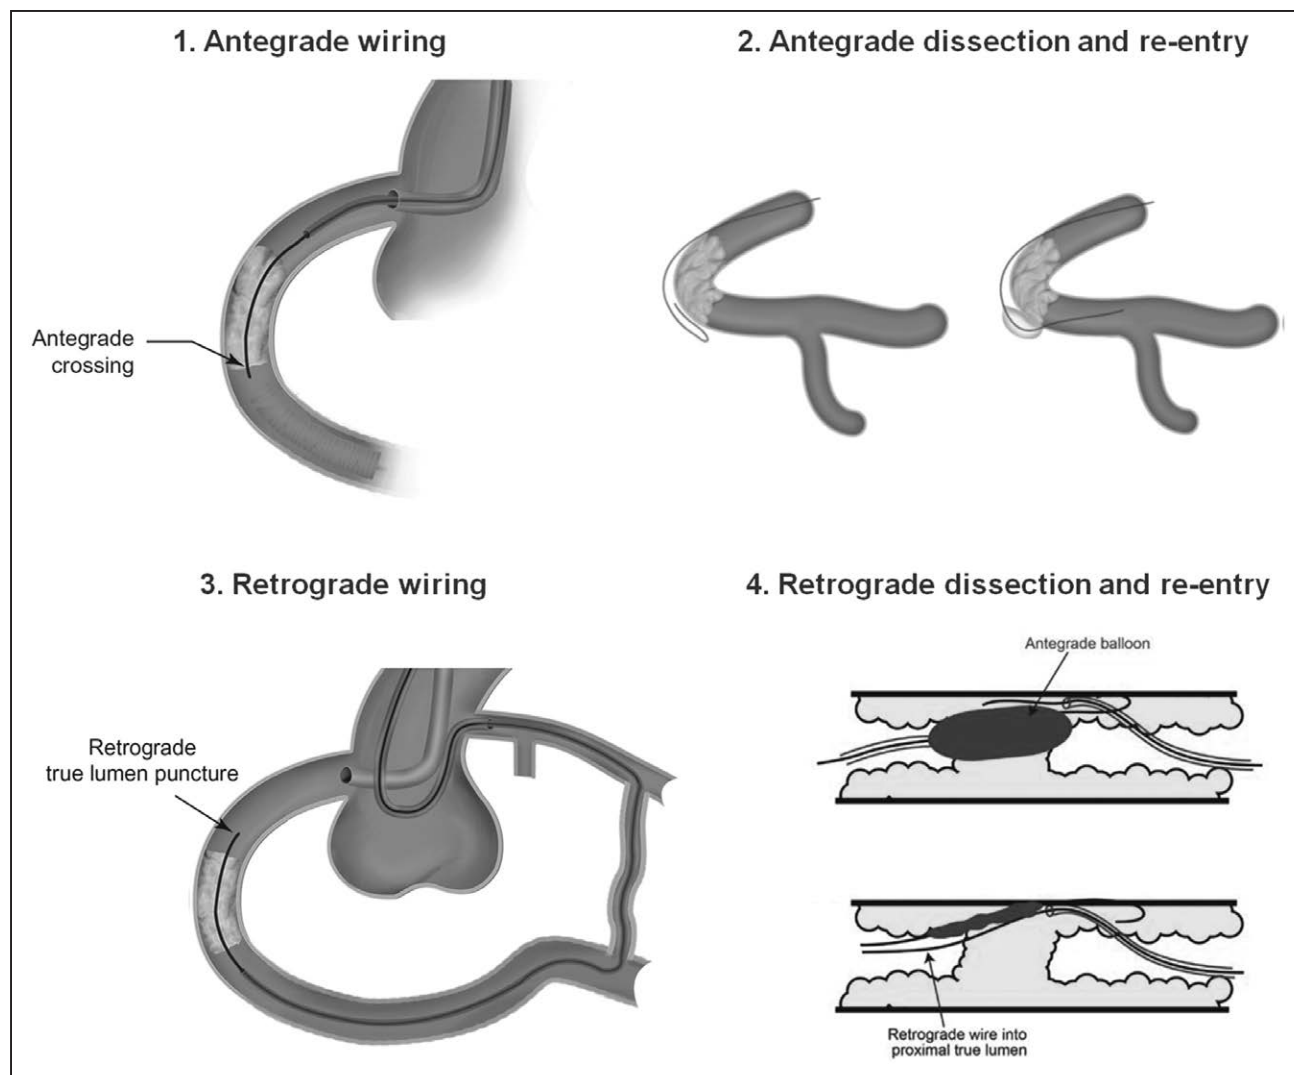 1. Antegrade wiring
2. Antegrade dissection and re-entry
Antegrade
crossing
3. Retrograde wiring
4. Retrograde dissection and re-entry
Retrograde
true lumen puncture
Antegrade balloon
Retrograde wire into
proximal true lumen